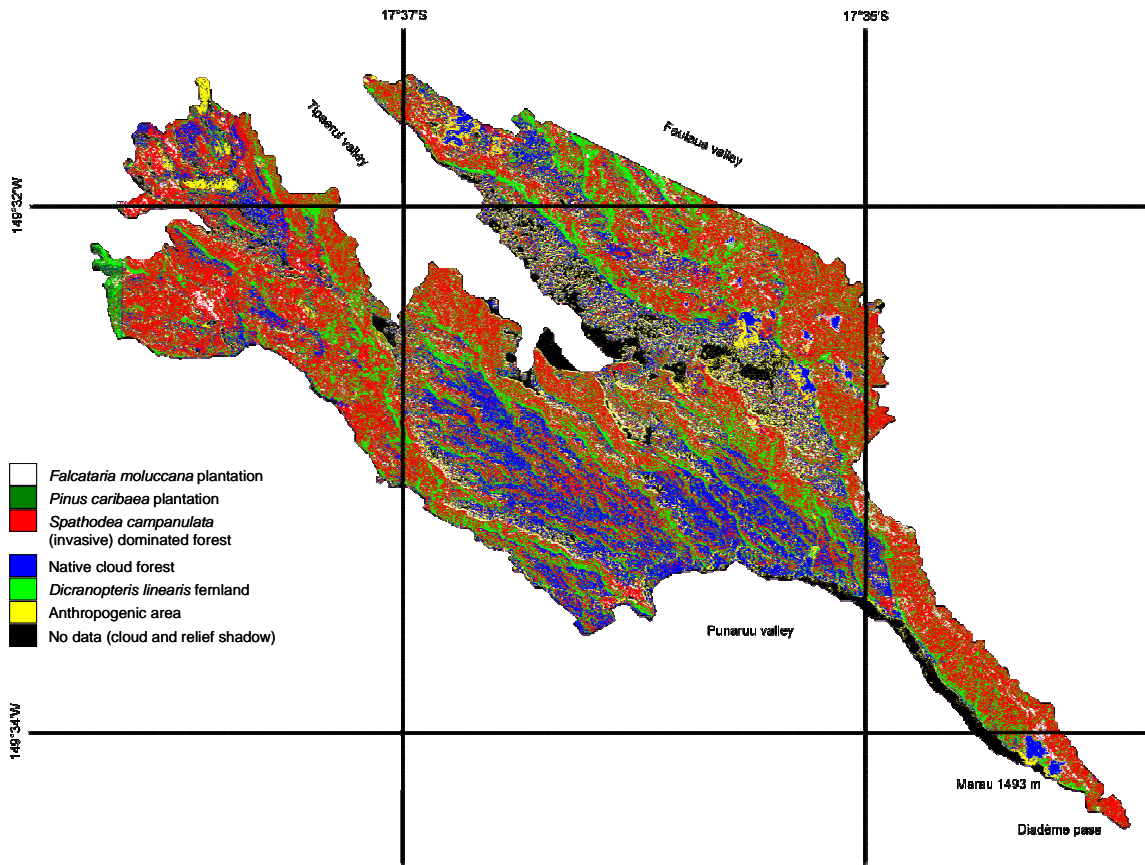 17°37'S
17°35'S
Tipaerui valley
Fautaua valley
149°32'W
Falcataria moluccana plantation
Pinus caribaea plantation
Spathodea campanulata
(invasive) dominated forest
Native cloud forest
Dicranopteris linearis fernland
Anthropogenic area
No data (cloud and relief shadow)
Punaruu valley
149°34'W
Marau 1493 m
Diadème pass